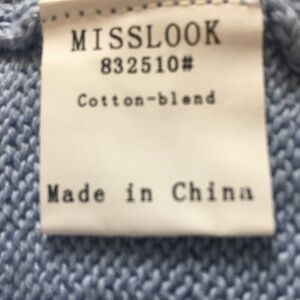 MISSLOOK
832510#
Cotton-blend
Made in China